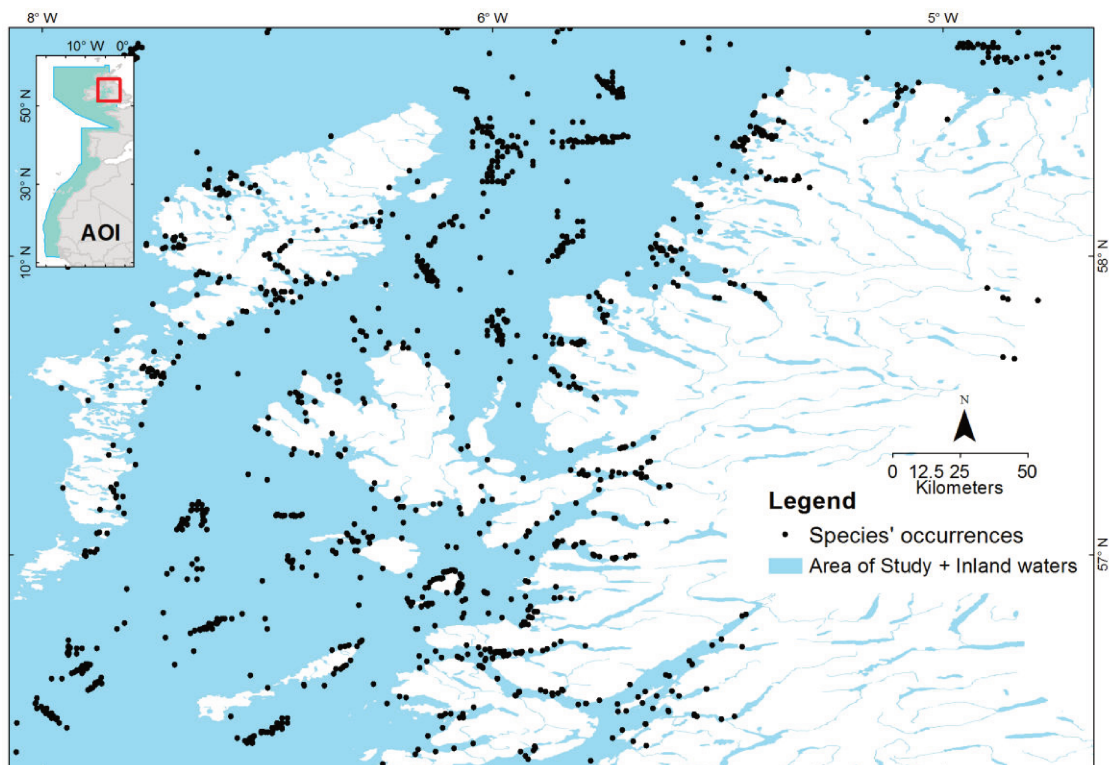 8° W
6° W
5° W
10° W 0°
50° N
30° N
10° N
AOI
58° N
N
0 12.5 25 50
Kilometers
Legend
Species' occurrences
Area of Study + Inland waters
57° N